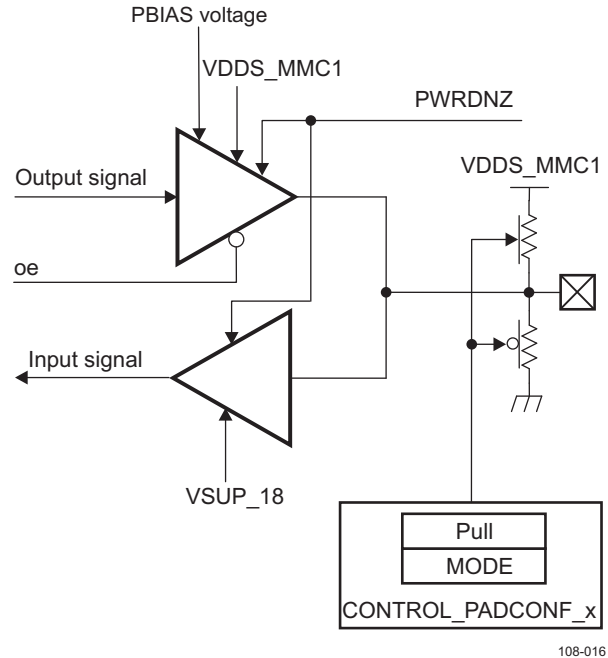 PBIAS voltage
VDDS_MMC1
PWRDNZ
VDDS_MMC1
Output signal
oe
Input signal
VSUP_18
Pull
MODE
CONTROL_PADCONF_x
108-016